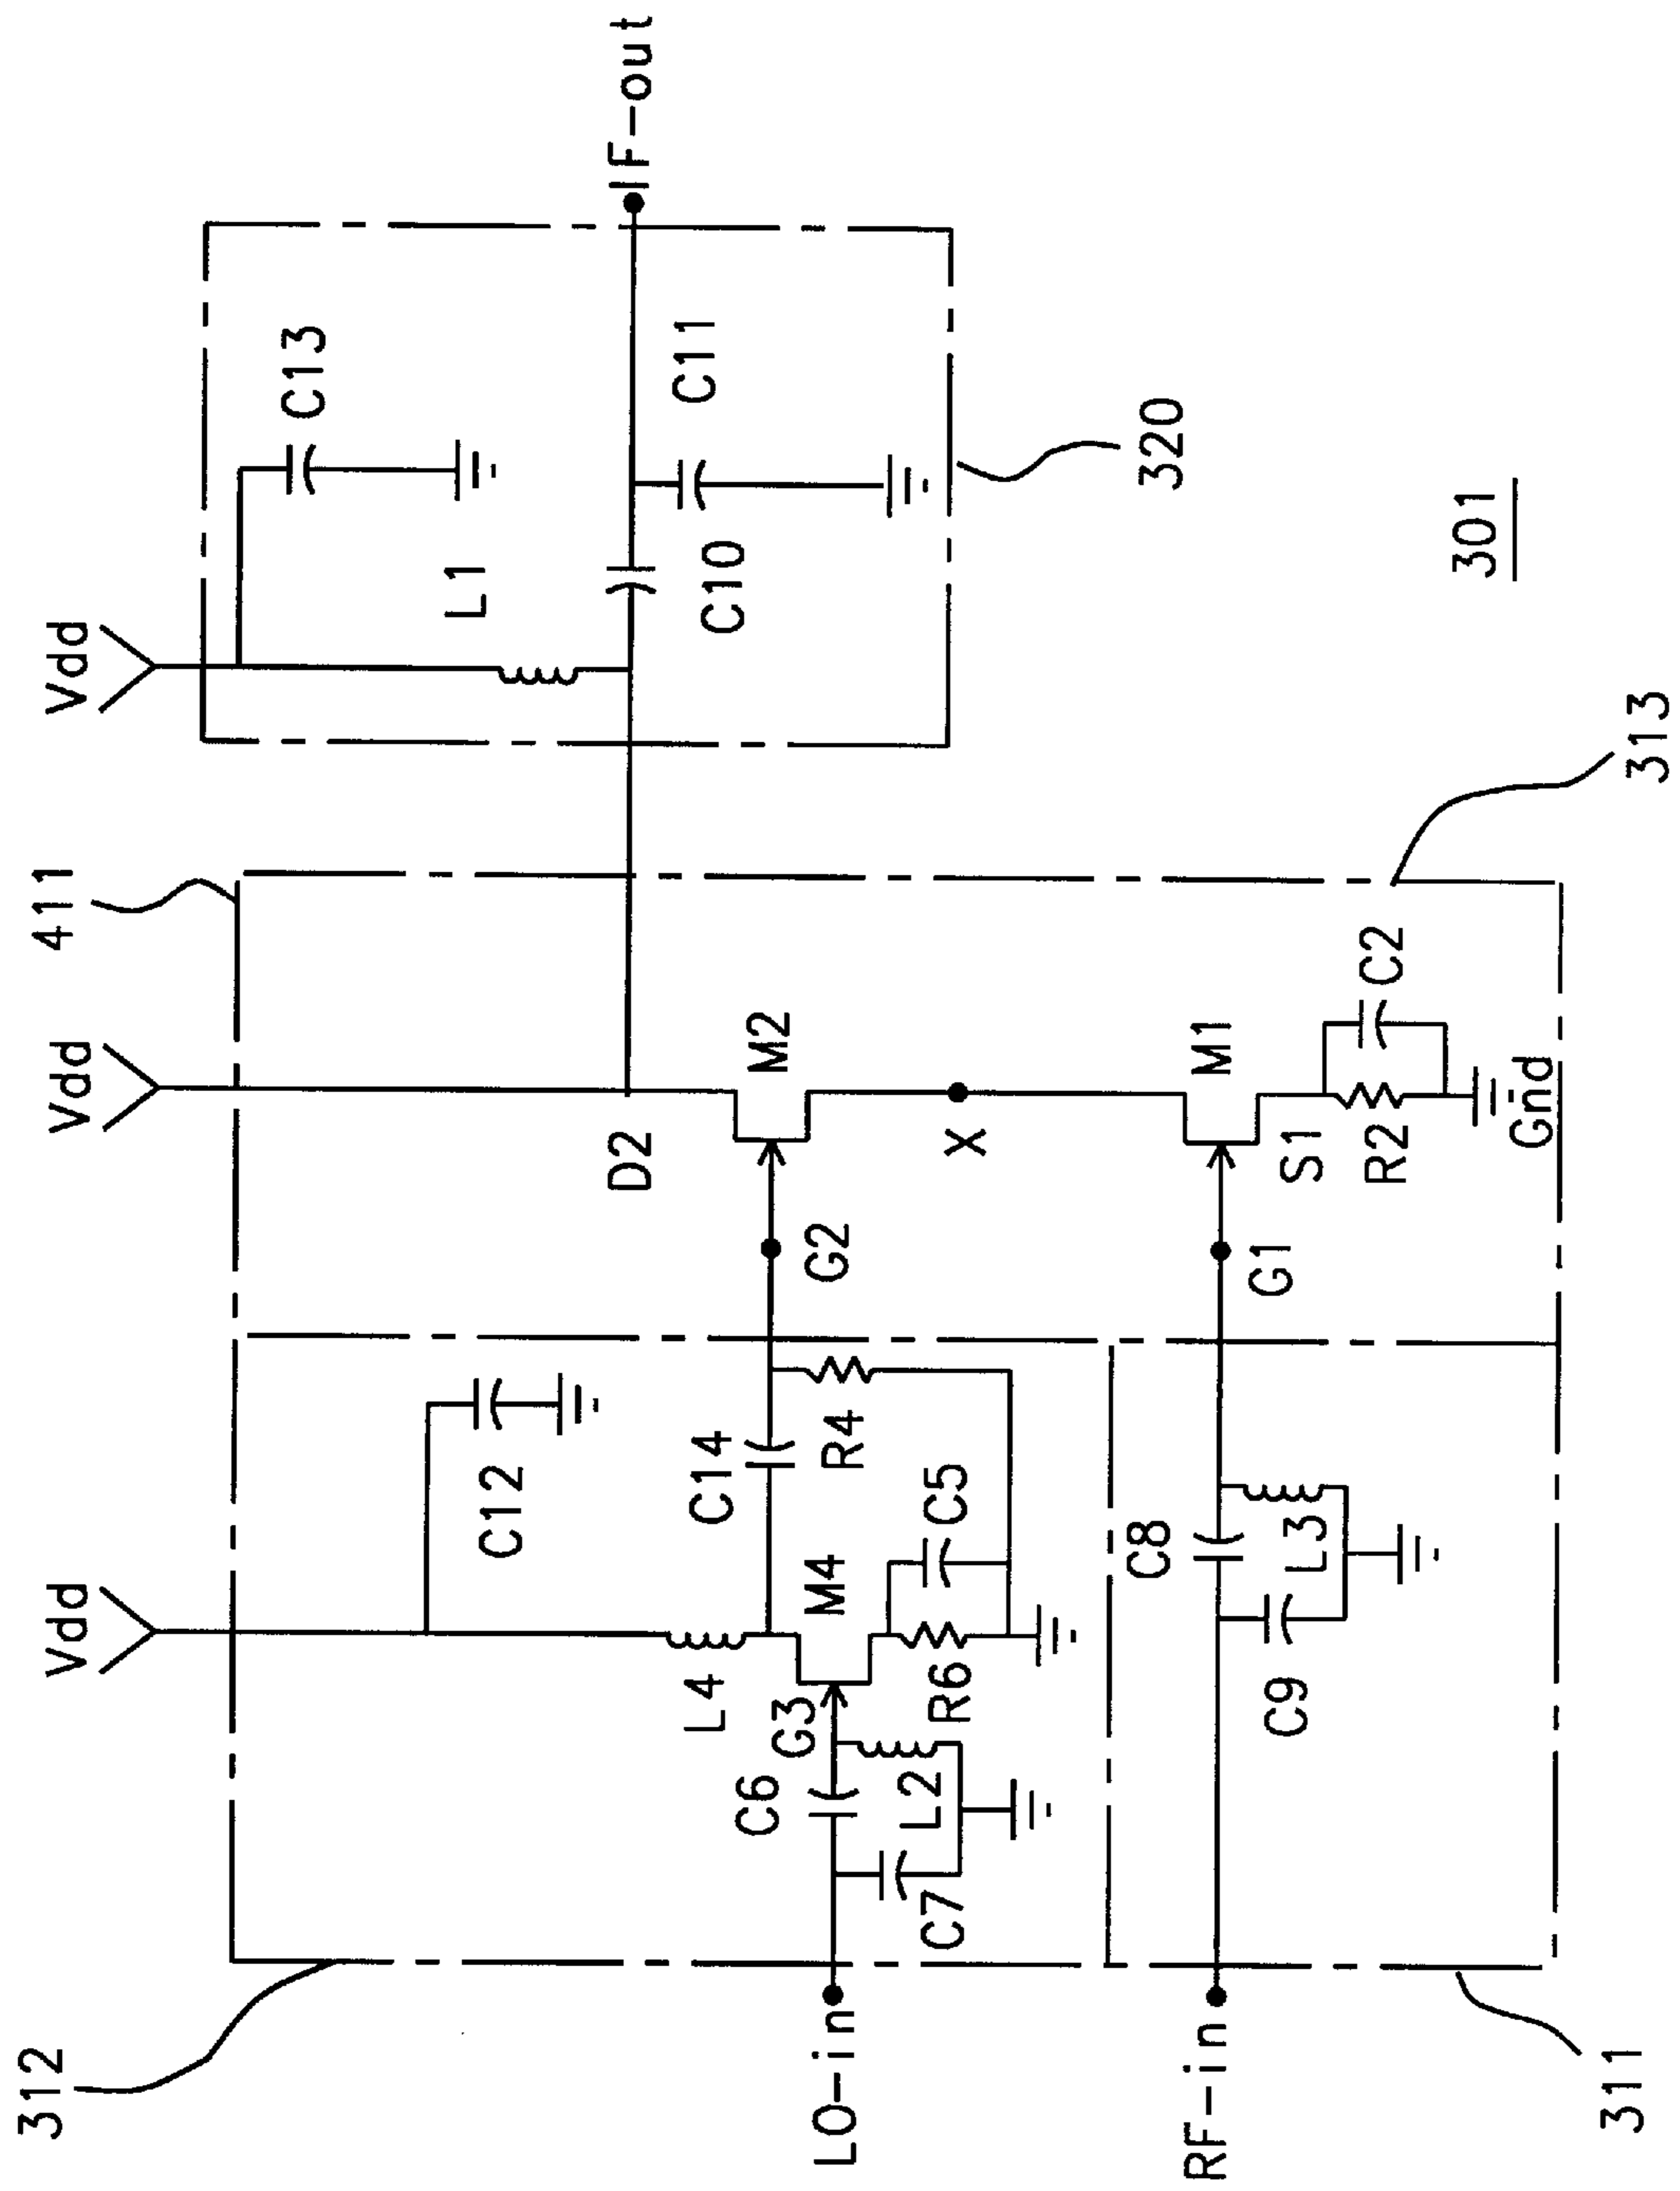 Vdd
Vdd
Vdd
411
312
C13
L1
IF-out
C11
C10
320
C12
L4
C14
D2
M2
G2
M4
G3
C6
R4
C5
R6
L2
C7
LO-in
X
301
C8
M1
G1
S1
C2
R2
L3
C9
RF-in
Gnd
313
311